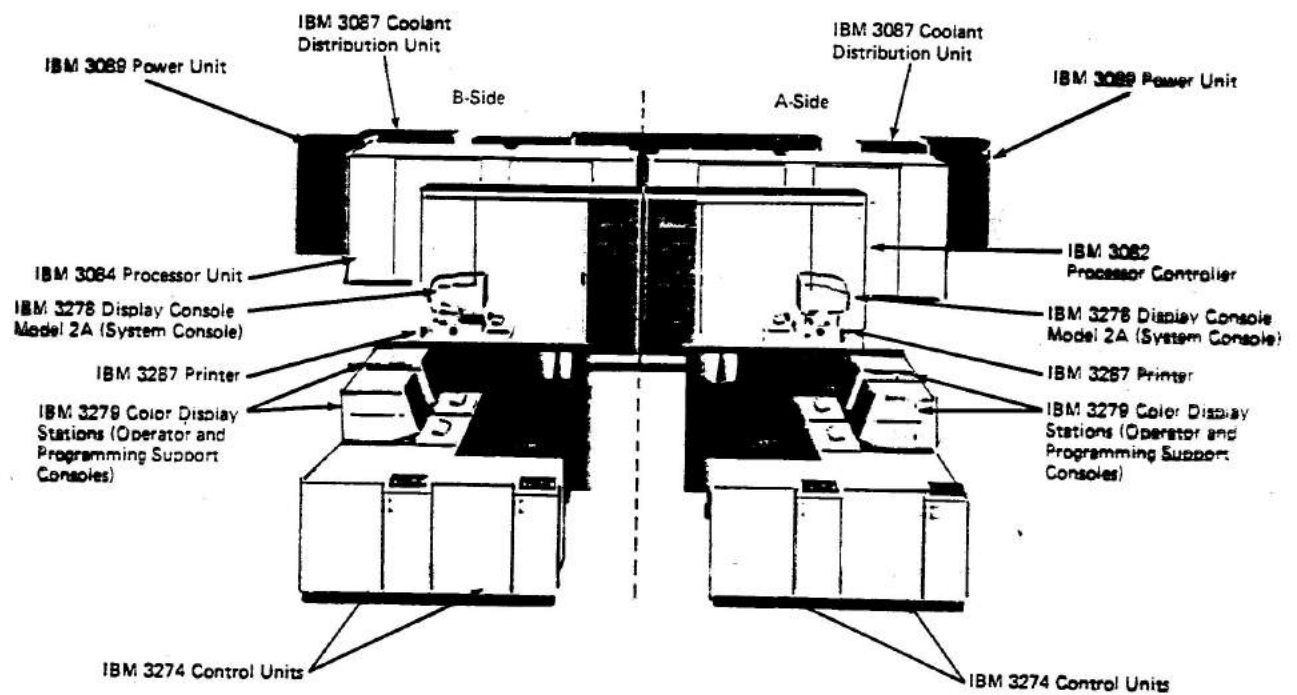 IBM 3087 Coolant
Distribution Unit
IBM 3087 Coolant
Distribution Unit
IBM 3089 Power Unit
IBM 3089 Power Unit
B-Side
A-Side
IBM 3084 Processor Unit
IBM 3082
Processor Controller
IBM 3278 Display Console
Model 2A (System Console)
IBM 3278 Display Console
Model 2A (System Console)
IBM 3287 Printer
IBM 3287 Printer
IBM 3279 Color Display
Stations (Operator and
Programming Support
Consoles)
IBM 3279 Color Display
Stations (Operator and
Programming Support
Consoles)
IBM 3274 Control Units
IBM 3274 Control Units